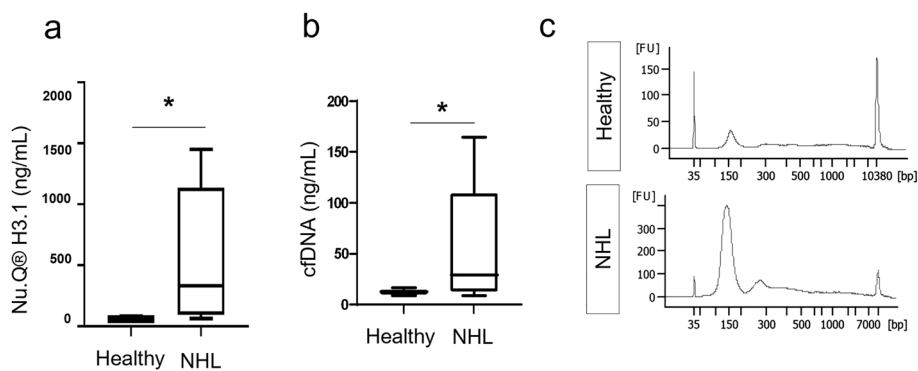 a
2000
1500
1000
500
0
Nu.Q® H3.1 (ng/mL)
*
Healthy NHL
b
200
150
100
50
0
cfDNA (ng/mL)
*
Healthy NHL
c
Healthy
[FU]
150
100
50
0
35 150 300 500 1000 10380 [bp]
NHL
[FU]
300
200
100
0
35 150 300 500 1000 7000 [bp]